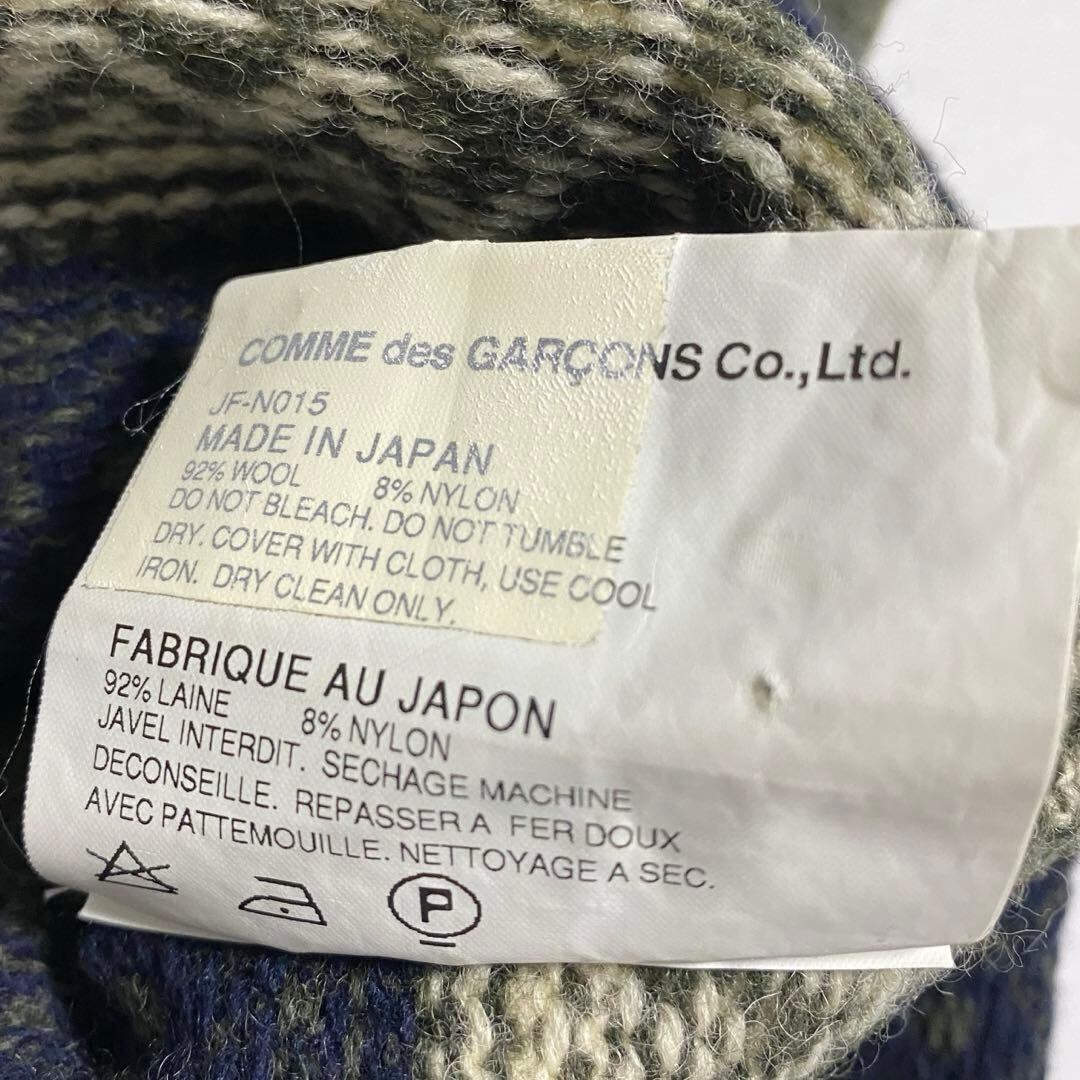 COMME des GARÇONS Co.,Ltd.
JF-N015
MADE IN JAPAN
92% WOOL 8% NYLON
DO NOT BLEACH. DO NOT TUMBLE
DRY. COVER WITH CLOTH, USE COOL
IRON. DRY CLEAN ONLY.
FABRIQUE AU JAPON
92% LAINE 8% NYLON
JAVEL INTERDIT. SECHAGE MACHINE
DECONSEILLE. REPASSER A FER DOUX
AVEC PATTEMOUILLE. NETTOYAGE A SEC.
P